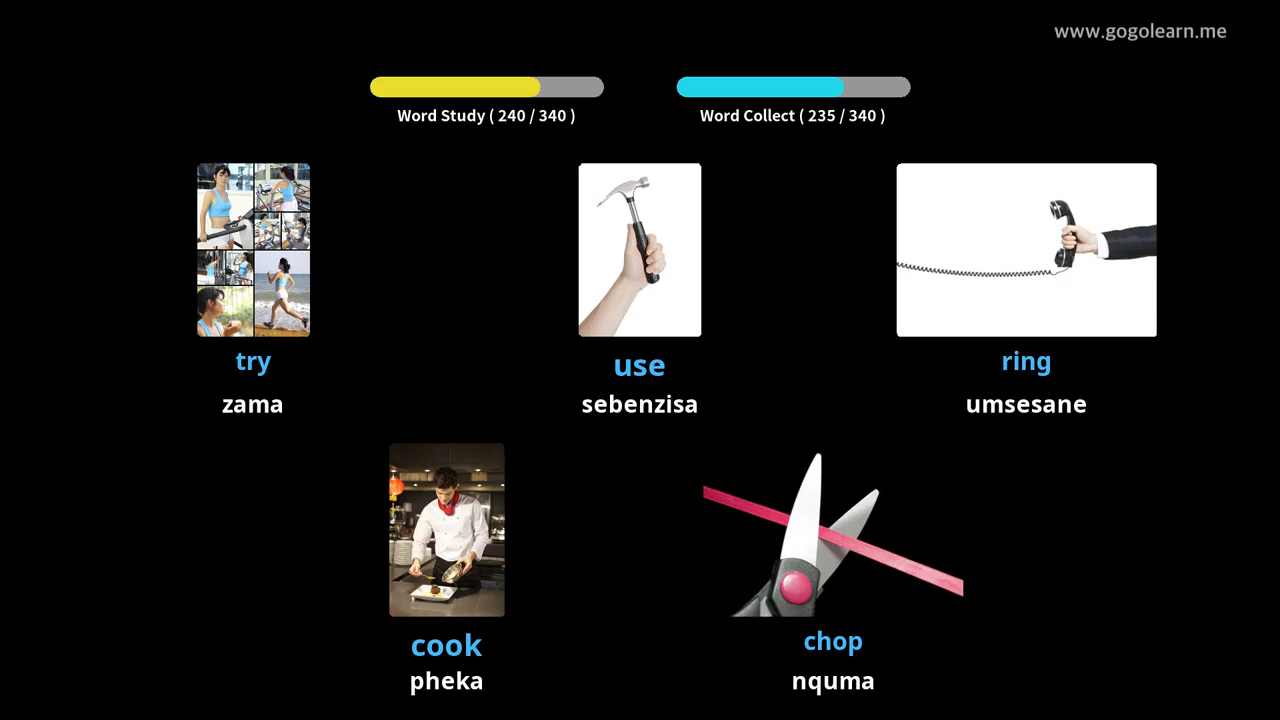 www.gogolearn.me
Word Study ( 240 / 340 )
Word Collect ( 235 / 340 )
try
use
ring
zama
sebenzisa
umsesane
cook
chop
pheka
nquma